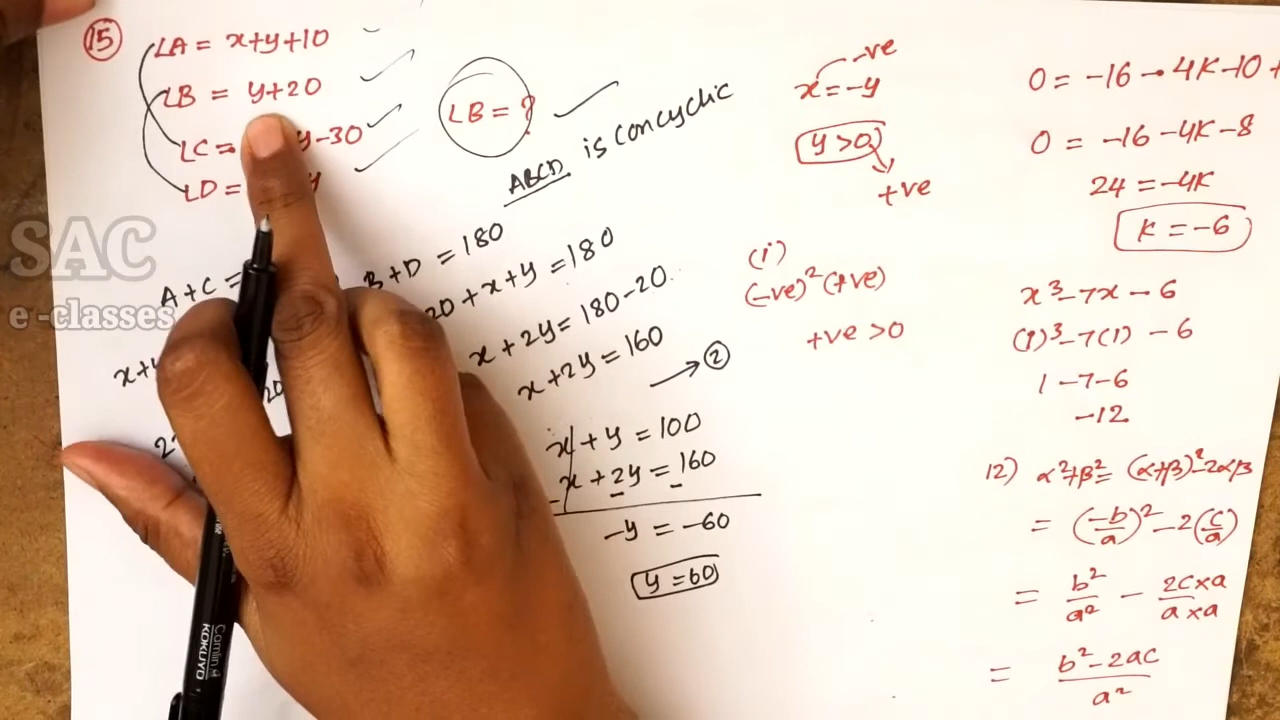 15 ∠A = x+y+10
∠B = y+20
∠C = y-30
∠D = y
∠B = ?
ABCD is concyclic
A+C =
B+D = 180
20 + x + y = 180
x + 2y = 180-20.
x + 2y = 160
→ 2
x + y = 100
x + 2y = 160
-y = -60
y = 60
SAC
e-classes
-ve
x = -y
y > 0
+ve
(i)
(-ve)² (+ve)
+ve > 0
0 = -16 - 4k-10+
0 = -16 -4k-8
24 = -4k
k = -6
x³-7x-6
(1)³-7(1) - 6
1-7-6
-12
12) α²+β² = (α+β)²-2αβ
= (-b/a)² - 2(c/a)
= b²/a² - 2c×a/a×a
= b²-2ac/a²
Camlin
KOKUYO